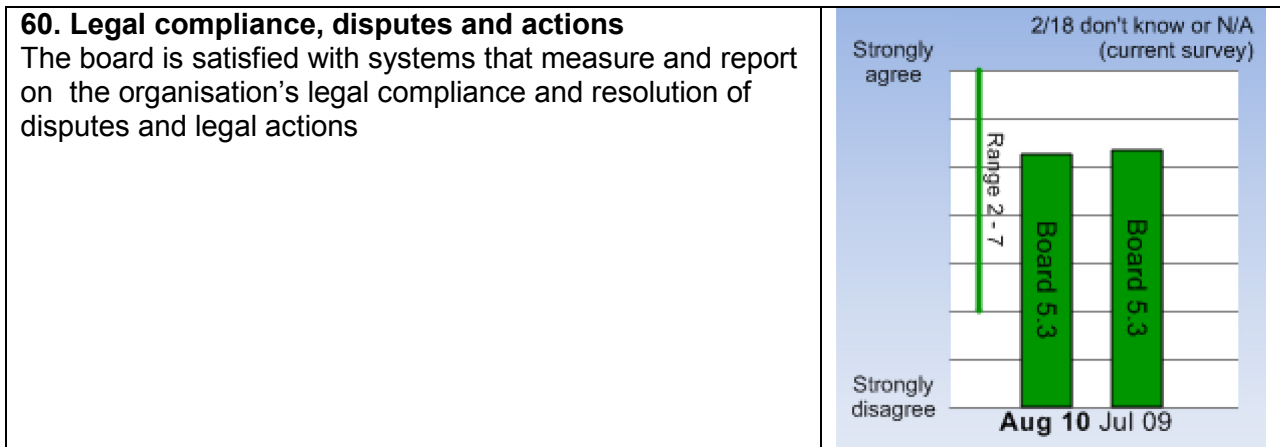 60. Legal compliance, disputes and actions
The board is satisfied with systems that measure and report
on the organisation's legal compliance and resolution of
disputes and legal actions
2/18 don't know or N/A
(current survey)
Strongly
agree
Range 2 - 7
Board 5.3
Board 5.3
Strongly
disagree
Aug 10 Jul 09